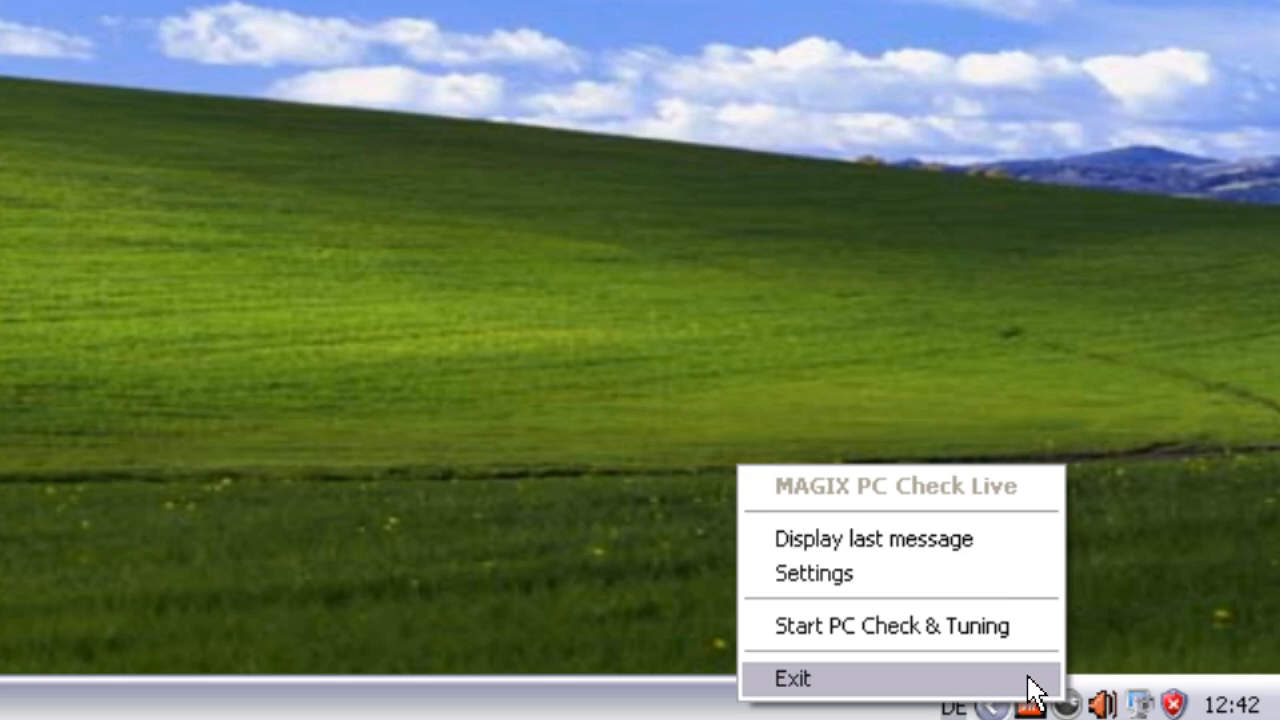 MAGIX PC Check Live
Display last message
Settings
Start PC Check & Tuning
Exit
DE
12:42